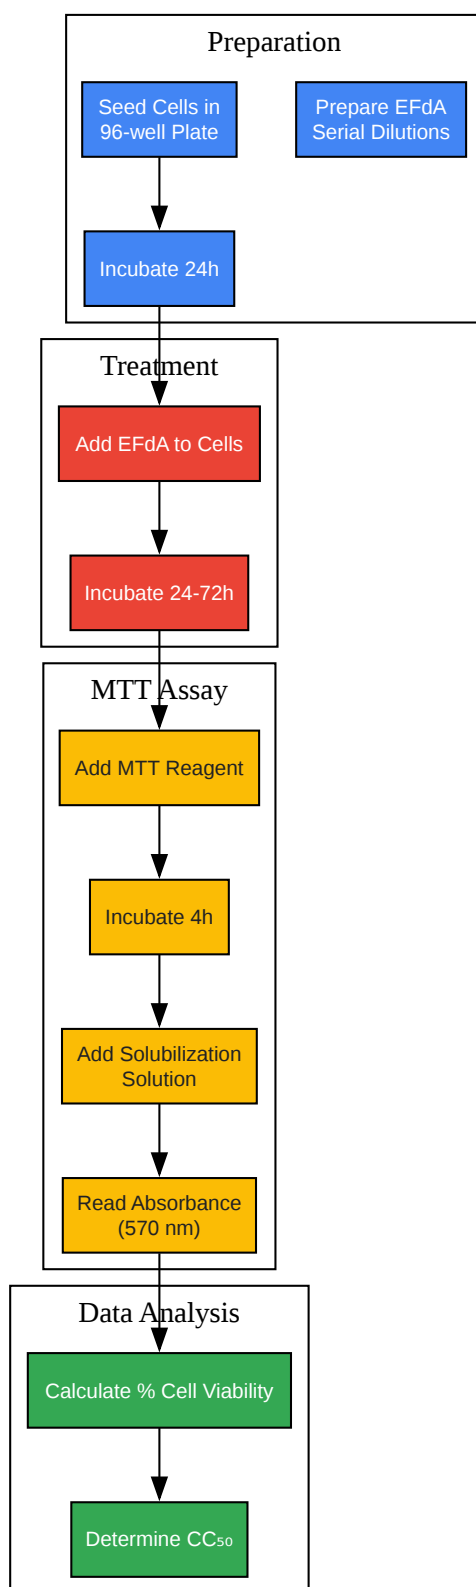 Preparation
Seed Cells in
96-well Plate
Prepare EFdA
Serial Dilutions
Incubate 24h
Treatment
Add EFdA to Cells
Incubate 24-72h
MTT Assay
Add MTT Reagent
Incubate 4h
Add Solubilization
Solution
Read Absorbance
(570 nm)
Data Analysis
Calculate % Cell Viability
Determine CC₅₀